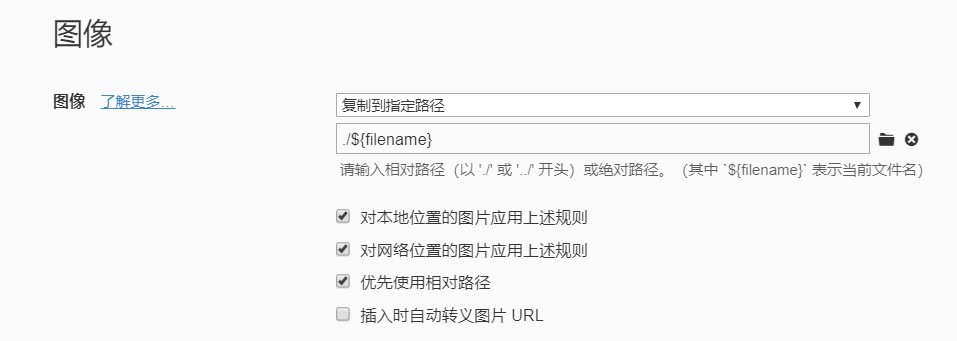 图像
图像 了解更多...
复制到指定路径
./${filename}
请输入相对路径（以 './' 或 '../' 开头）或绝对路径。（其中 `${filename}` 表示当前文件名）
对本地位置的图片应用上述规则
对网络位置的图片应用上述规则
优先使用相对路径
插入时自动转义图片 URL